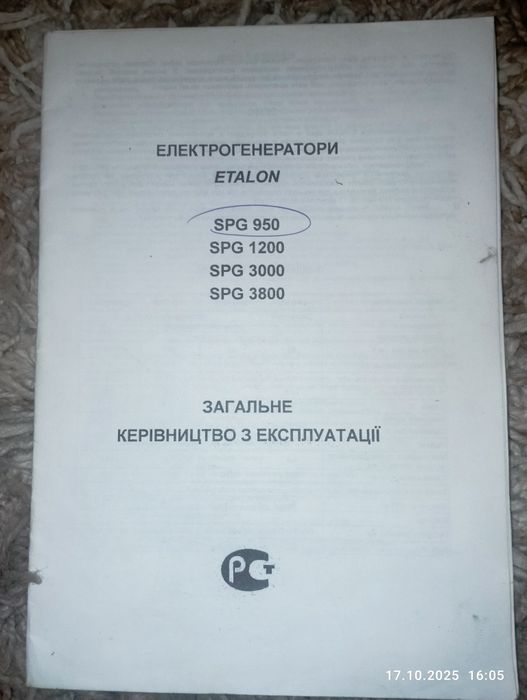 ЕЛЕКТРОГЕНЕРАТОРИ
ETALON
SPG 950
SPG 1200
SPG 3000
SPG 3800
ЗАГАЛЬНЕ
КЕРІВНИЦТВО З ЕКСПЛУАТАЦІЇ
РСТ
17.10.2025 16:05